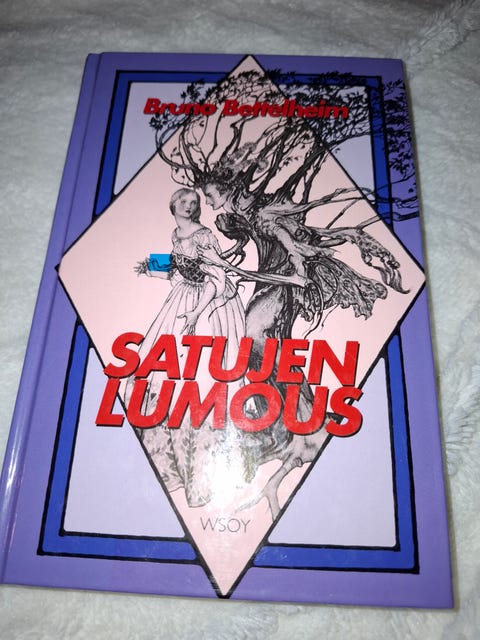 Bruno Bettelheim
SATUJEN
LUMOUS
WSOY